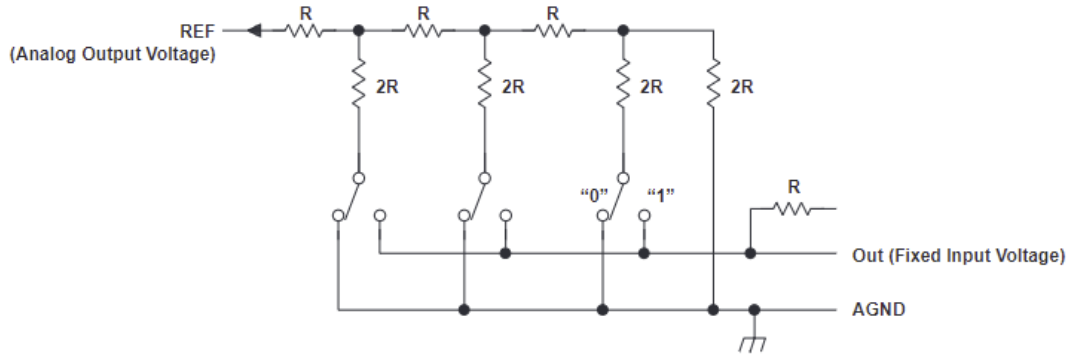 R
R
R
REF
(Analog Output Voltage)
2R
2R
2R
2R
“0”
“1”
R
Out (Fixed Input Voltage)
AGND